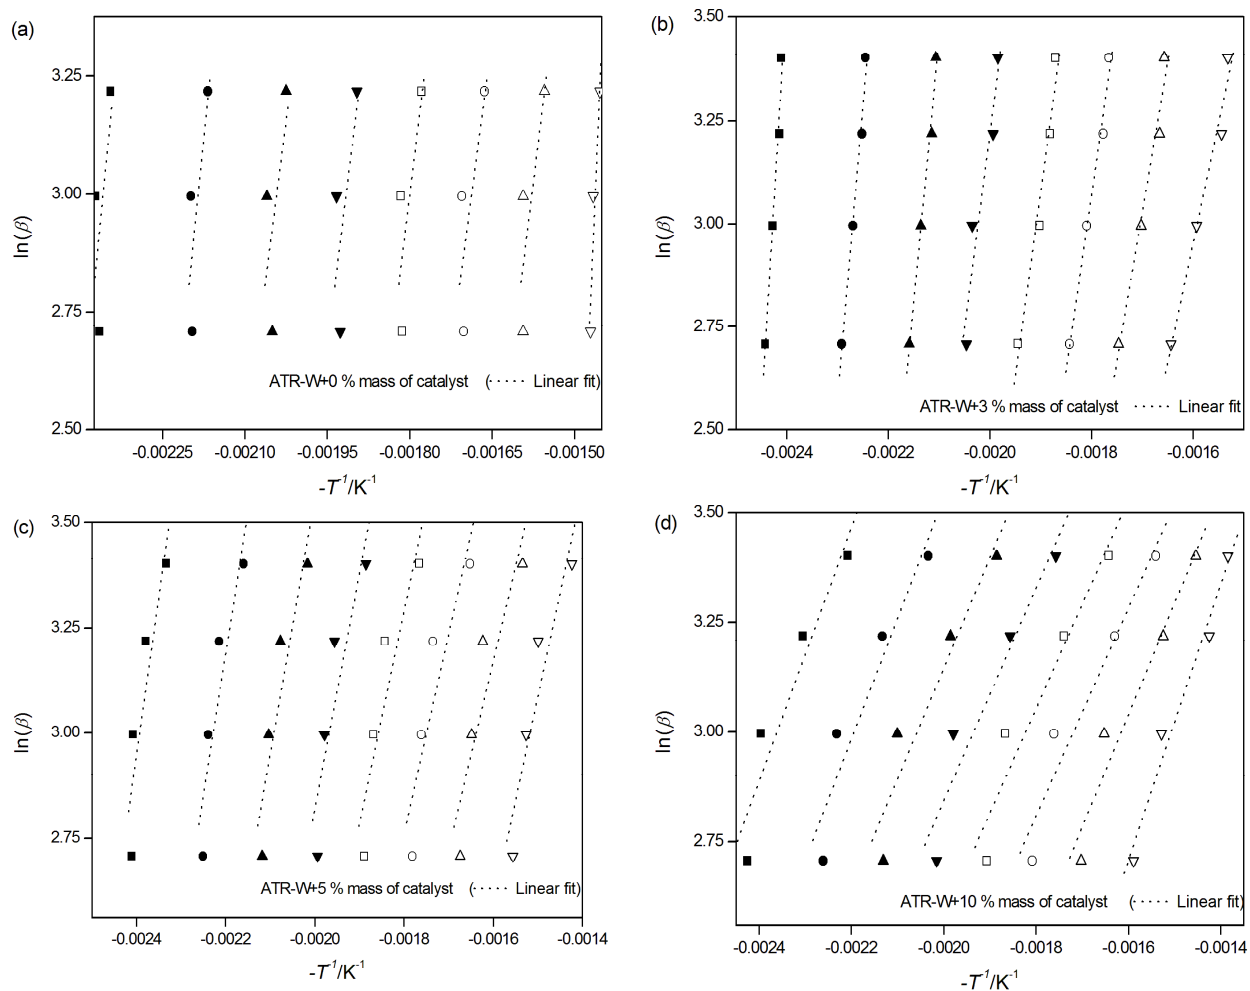 (a)
3.25
3.00
2.75
2.50
ln(β)
ATR-W+0 % mass of catalyst (······ Linear fit)
-0.00225 -0.00210 -0.00195 -0.00180 -0.00165 -0.00150
-T⁻¹/K⁻¹
(b)
3.50
3.25
3.00
2.75
2.50
ln(β)
ATR-W+3 % mass of catalyst ······ Linear fit
-0.0024 -0.0022 -0.0020 -0.0018 -0.0016
-T⁻¹/K⁻¹
(c)
3.50
3.25
3.00
2.75
ln(β)
ATR-W+5 % mass of catalyst (······ Linear fit)
-0.0024 -0.0022 -0.0020 -0.0018 -0.0016 -0.0014
-T⁻¹/K⁻¹
(d)
3.50
3.25
3.00
2.75
ln(β)
ATR-W+10 % mass of catalyst (······ Linear fit)
-0.0024 -0.0022 -0.0020 -0.0018 -0.0016 -0.0014
-T⁻¹/K⁻¹